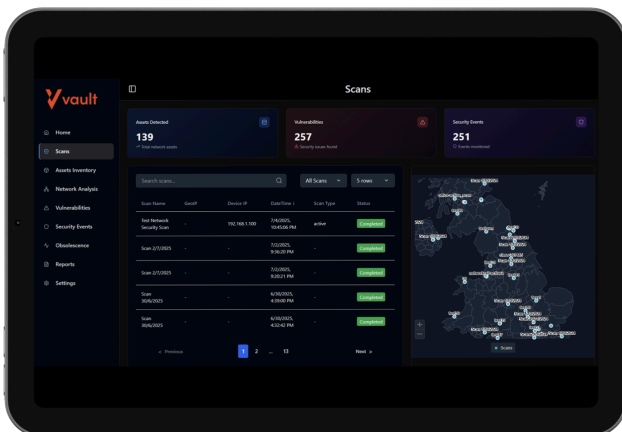 vault
Scans
Home
Scans
Assets Inventory
Network Analysis
Vulnerabilities
Security Events
Obsolescence
Reports
Settings
Assets Detected
139
Total network assets
Vulnerabilities
257
Security issues found
Security Events
251
Events monitored
Search scans...
All Scans
5 rows
Scan Name GeoIP Device IP Date/Time Scan Type Status
Test Network
Security Scan - 192.168.1.100 7/4/2025,
10:45:06 PM active Completed
Scan 2/7/2025 - - 7/2/2025,
9:36:20 PM - Completed
Scan 2/7/2025 - - 7/2/2025,
9:20:21 PM - Completed
Scan
30/6/2025 - - 6/30/2025,
4:39:00 PM - Completed
Scan
30/6/2025 - - 6/30/2025,
4:32:42 PM - Completed
« Previous 1 2 ... 13 Next »
+
−
Scans